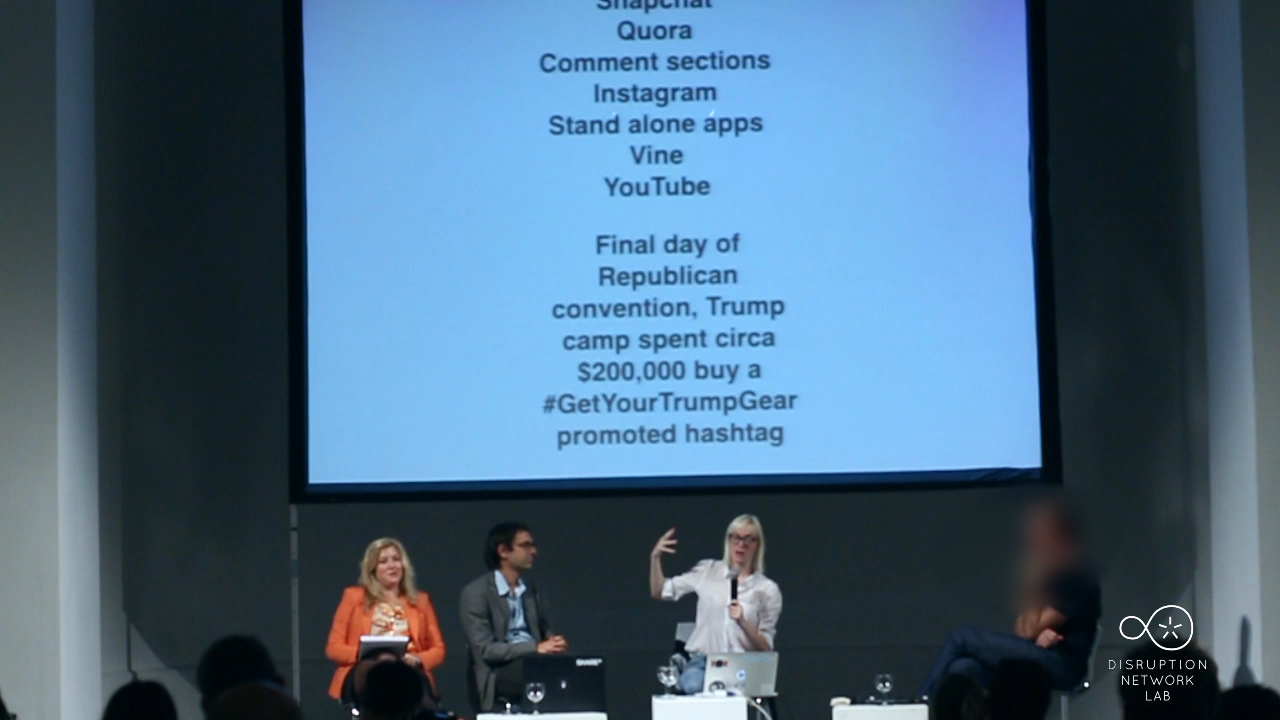 Snapchat
Quora
Comment sections
Instagram
Stand alone apps
Vine
YouTube
Final day of
Republican
convention, Trump
camp spent circa
$200,000 buy a
#GetYourTrumpGear
promoted hashtag
DISRUPTION
NETWORK
LAB